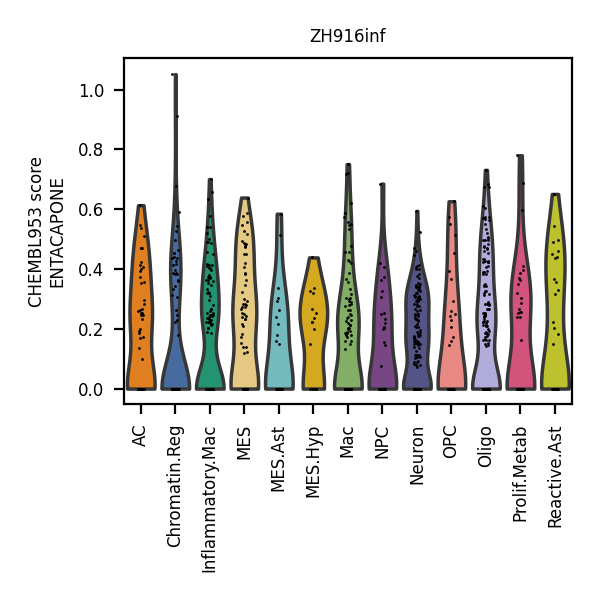 ZH916inf
CHEMBL953 score
ENTACAPONE
1.0
0.8
0.6
0.4
0.2
0.0
AC
Chromatin.Reg
Inflammatory.Mac
MES
MES.Ast
MES.Hyp
Mac
NPC
Neuron
OPC
Oligo
Prolif.Metab
Reactive.Ast